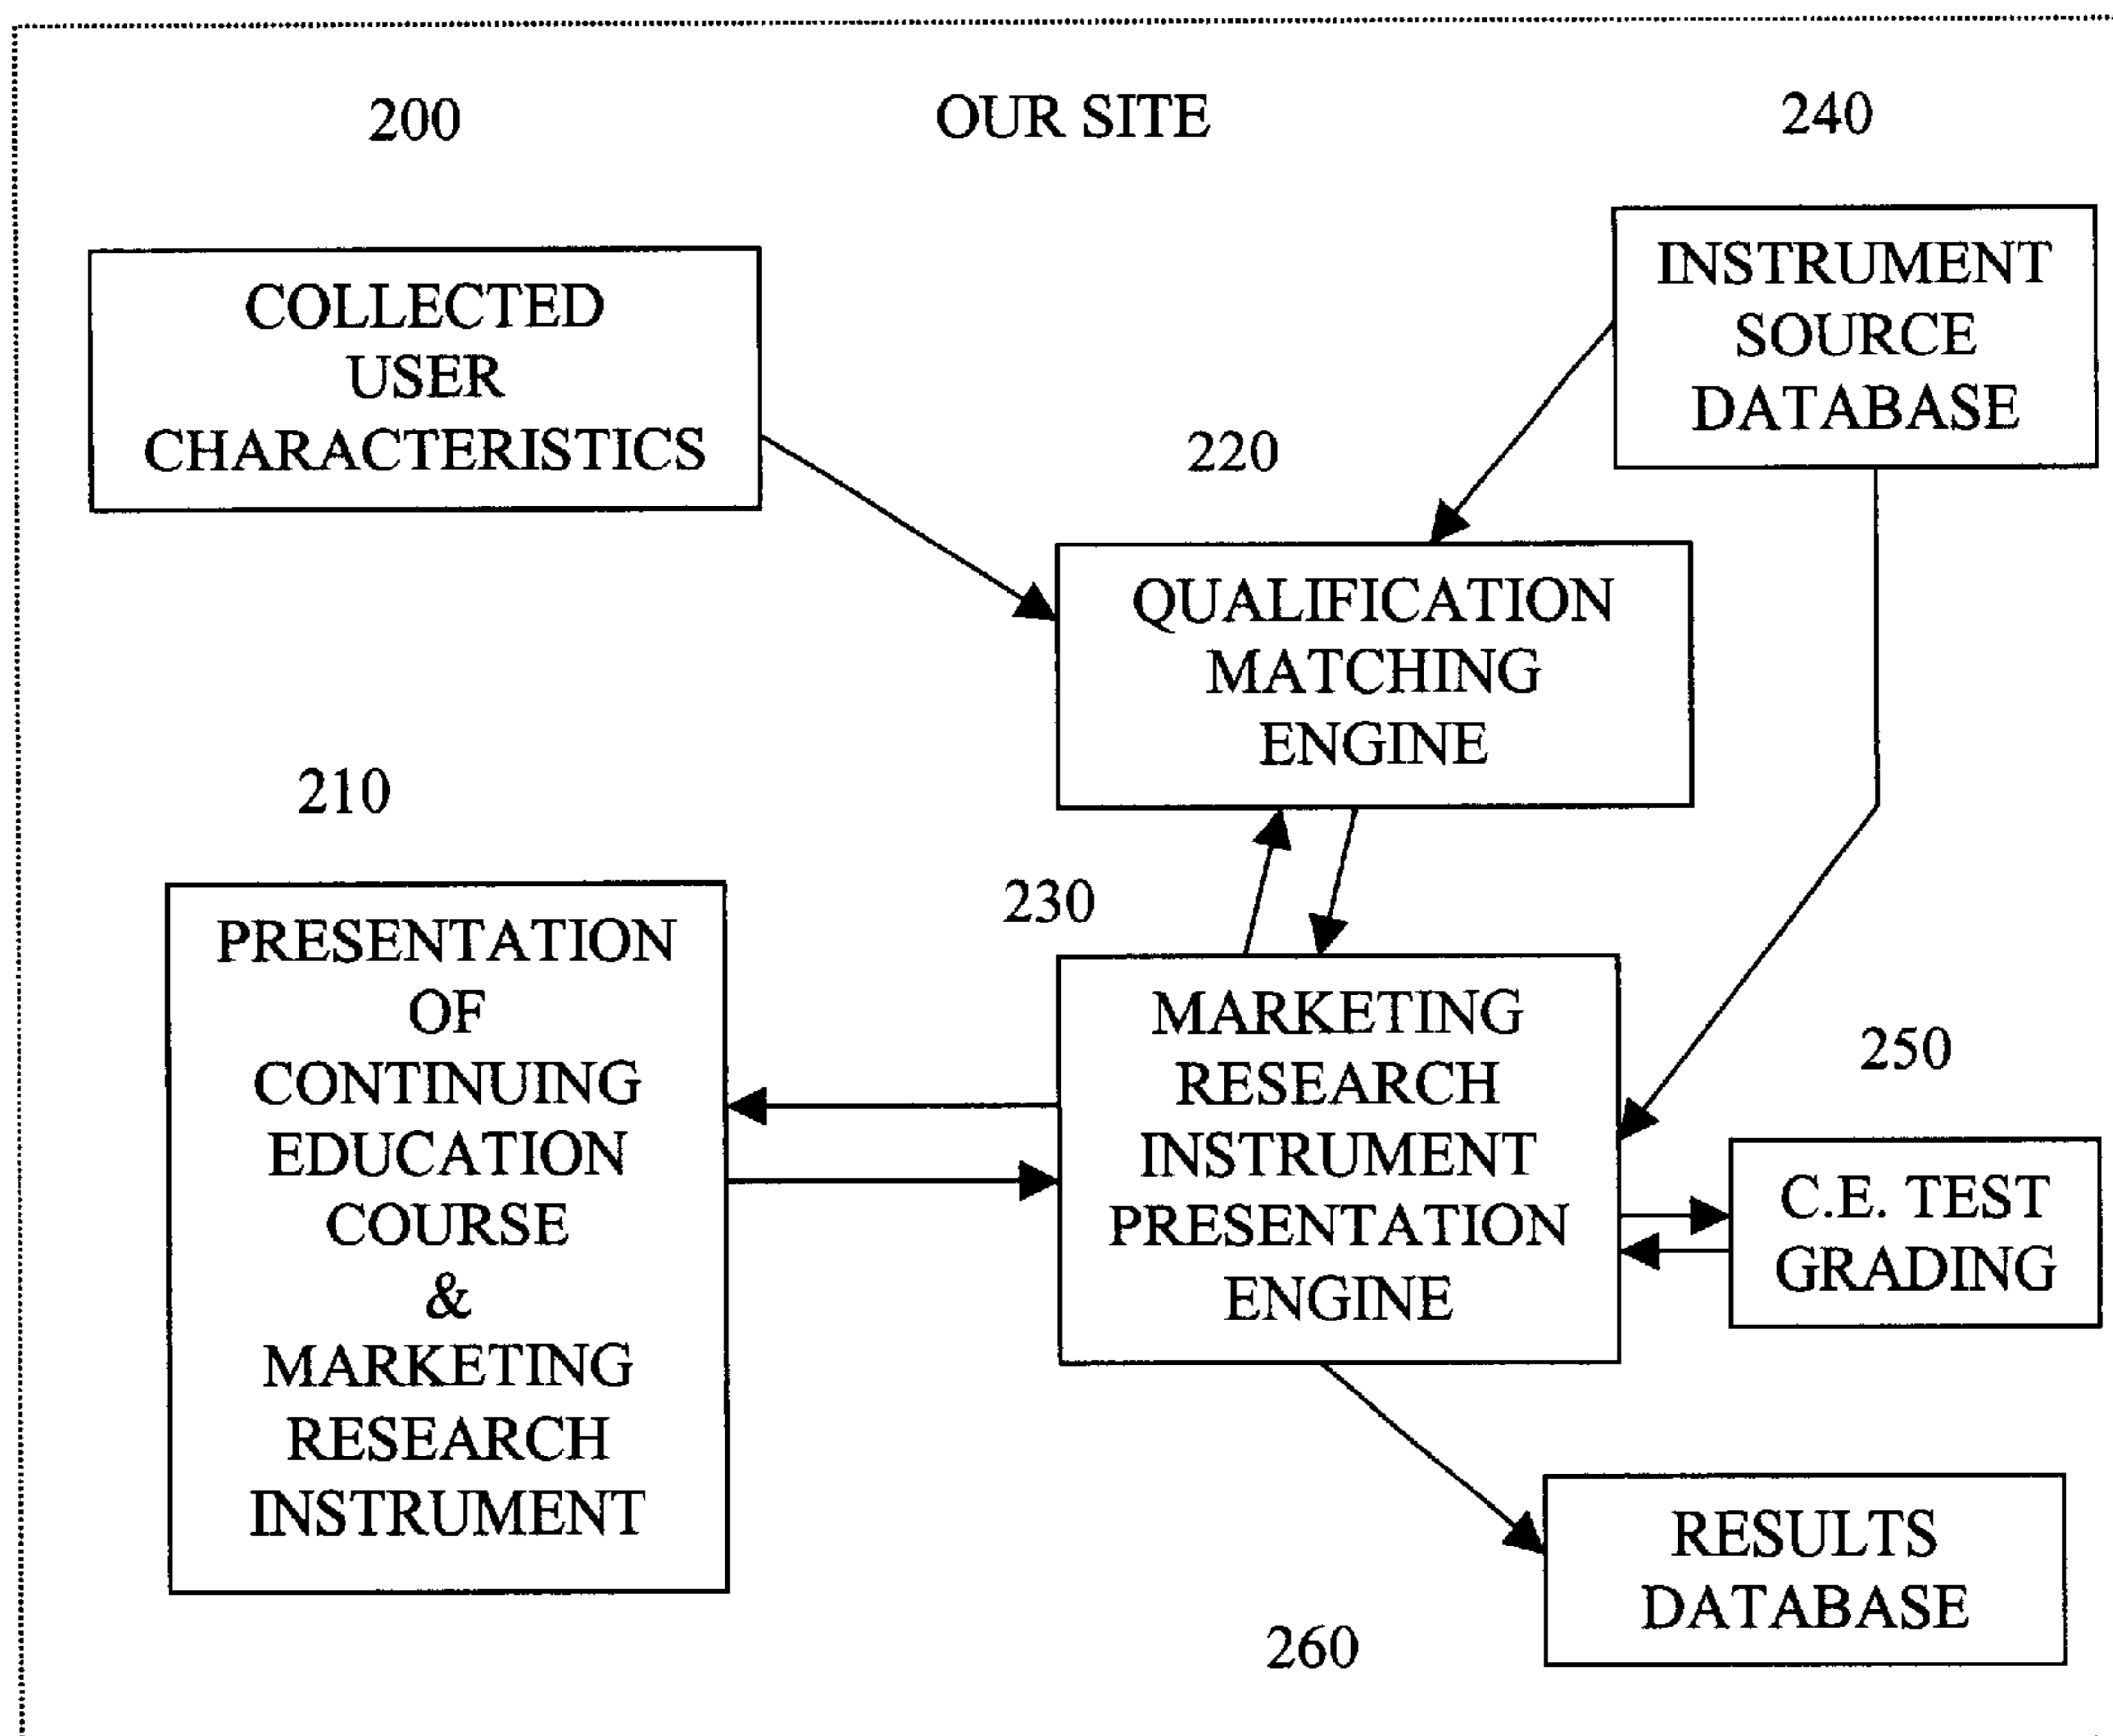 200
OUR SITE
240
COLLECTED
USER
CHARACTERISTICS
INSTRUMENT
SOURCE
DATABASE
220
QUALIFICATION
MATCHING
ENGINE
210
PRESENTATION
OF
CONTINUING
EDUCATION
COURSE
&
MARKETING
RESEARCH
INSTRUMENT
230
MARKETING
RESEARCH
INSTRUMENT
PRESENTATION
ENGINE
250
C.E. TEST
GRADING
RESULTS
DATABASE
260